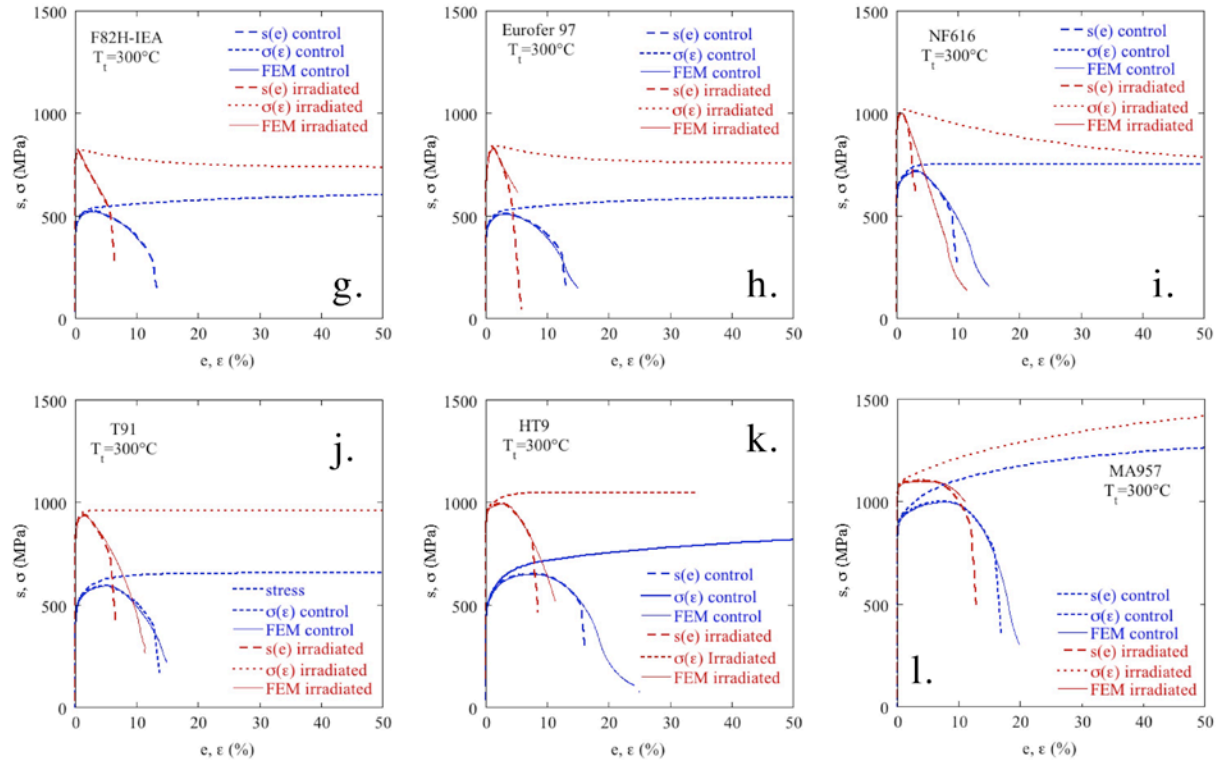 1500
F82H-IEA
Tt=300°C
s(e) control
σ(ε) control
FEM control
s(e) irradiated
σ(ε) irradiated
FEM irradiated
s, σ (MPa)
1000
500
0
g.
0 10 20 30 40 50
e, ε (%)
1500
Eurofer 97
Tt=300°C
s(e) control
σ(ε) control
FEM control
s(e) irradiated
σ(ε) irradiated
FEM irradiated
s, σ (MPa)
1000
500
0
h.
0 10 20 30 40 50
e, ε (%)
1500
NF616
Tt=300°C
s(e) control
σ(ε) control
FEM control
s(e) irradiated
σ(ε) irradiated
FEM irradiated
s, σ (MPa)
1000
500
0
i.
0 10 20 30 40 50
e, ε (%)
1500
T91
Tt=300°C
j.
s, σ (MPa)
1000
500
0
stress
σ(ε) control
FEM control
s(e) irradiated
σ(ε) irradiated
FEM irradiated
0 10 20 30 40 50
e, ε (%)
1500
HT9
Tt=300°C
k.
s, σ (MPa)
1000
500
0
s(e) control
σ(ε) control
FEM control
s(e) irradiated
σ(ε) Irradiated
FEM irradiated
0 10 20 30 40 50
e, ε (%)
1500
MA957
Tt=300°C
s, σ (MPa)
1000
500
0
s(e) control
σ(ε) control
FEM control
s(e) irradiated
σ(ε) irradiated
FEM irradiated
l.
0 10 20 30 40 50
e, ε (%)